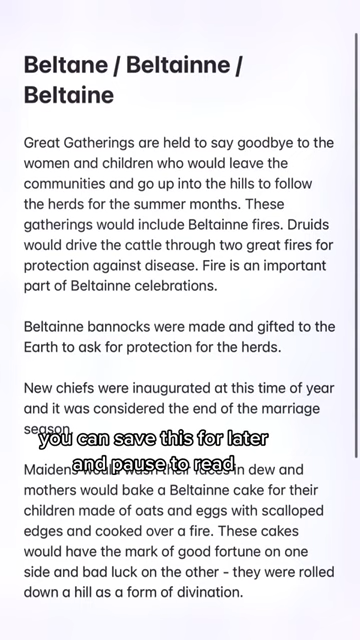 Beltane / Beltainne /
Beltaine
Great Gatherings are held to say goodbye to the
women and children who would leave the
communities and go up into the hills to follow
the herds for the summer months. These
gatherings would include Beltainne fires. Druids
would drive the cattle through two great fires for
protection against disease. Fire is an important
part of Beltainne celebrations.
Beltainne bannocks were made and gifted to the
Earth to ask for protection for the herds.
New chiefs were inaugurated at this time of year
and it was considered the end of the marriage
season.
you can save this for later
and pause to read
Maidens would wash their faces in dew and
mothers would bake a Beltainne cake for their
children made of oats and eggs with scalloped
edges and cooked over a fire. These cakes
would have the mark of good fortune on one
side and bad luck on the other - they were rolled
down a hill as a form of divination.